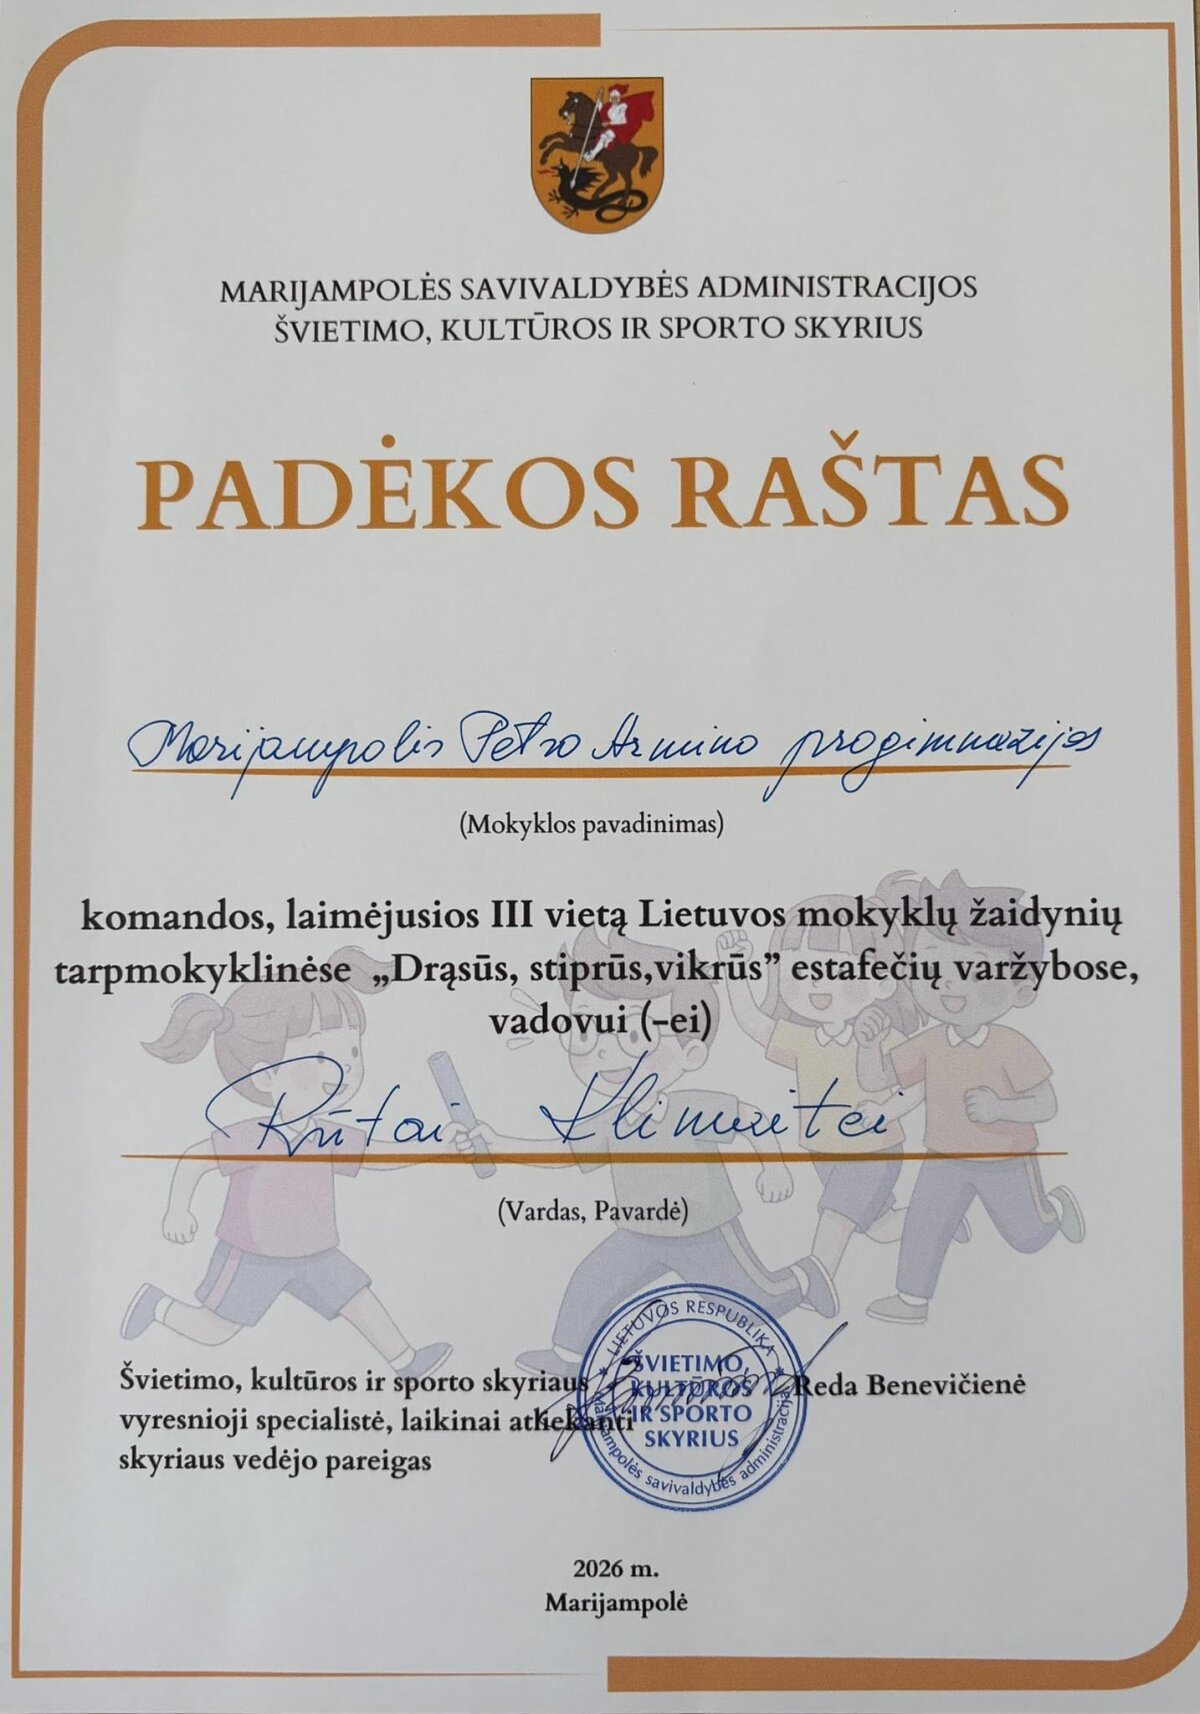 MARIJAMPOLĖS SAVIVALDYBĖS ADMINISTRACIJOS
ŠVIETIMO, KULTŪROS IR SPORTO SKYRIUS
PADĖKOS RAŠTAS
Marijampolės Petro Armino progimnazijos
(Mokyklos pavadinimas)
komandos, laimėjusios III vietą Lietuvos mokyklų žaidynių
tarpmokyklinėse „Drąsūs, stiprūs,vikrūs” estafečių varžybose,
vadovui (-ei)
Rūtai Klimaitei
(Vardas, Pavardė)
Švietimo, kultūros ir sporto skyriaus
vyresnioji specialistė, laikinai atliekanti
skyriaus vedėjo pareigas
LIETUVOS RESPUBLIKA
ŠVIETIMO,
KULTŪROS
IR SPORTO
SKYRIUS
Marijampolės savivaldybės administracija
Reda Benevičienė
2026 m.
Marijampolė